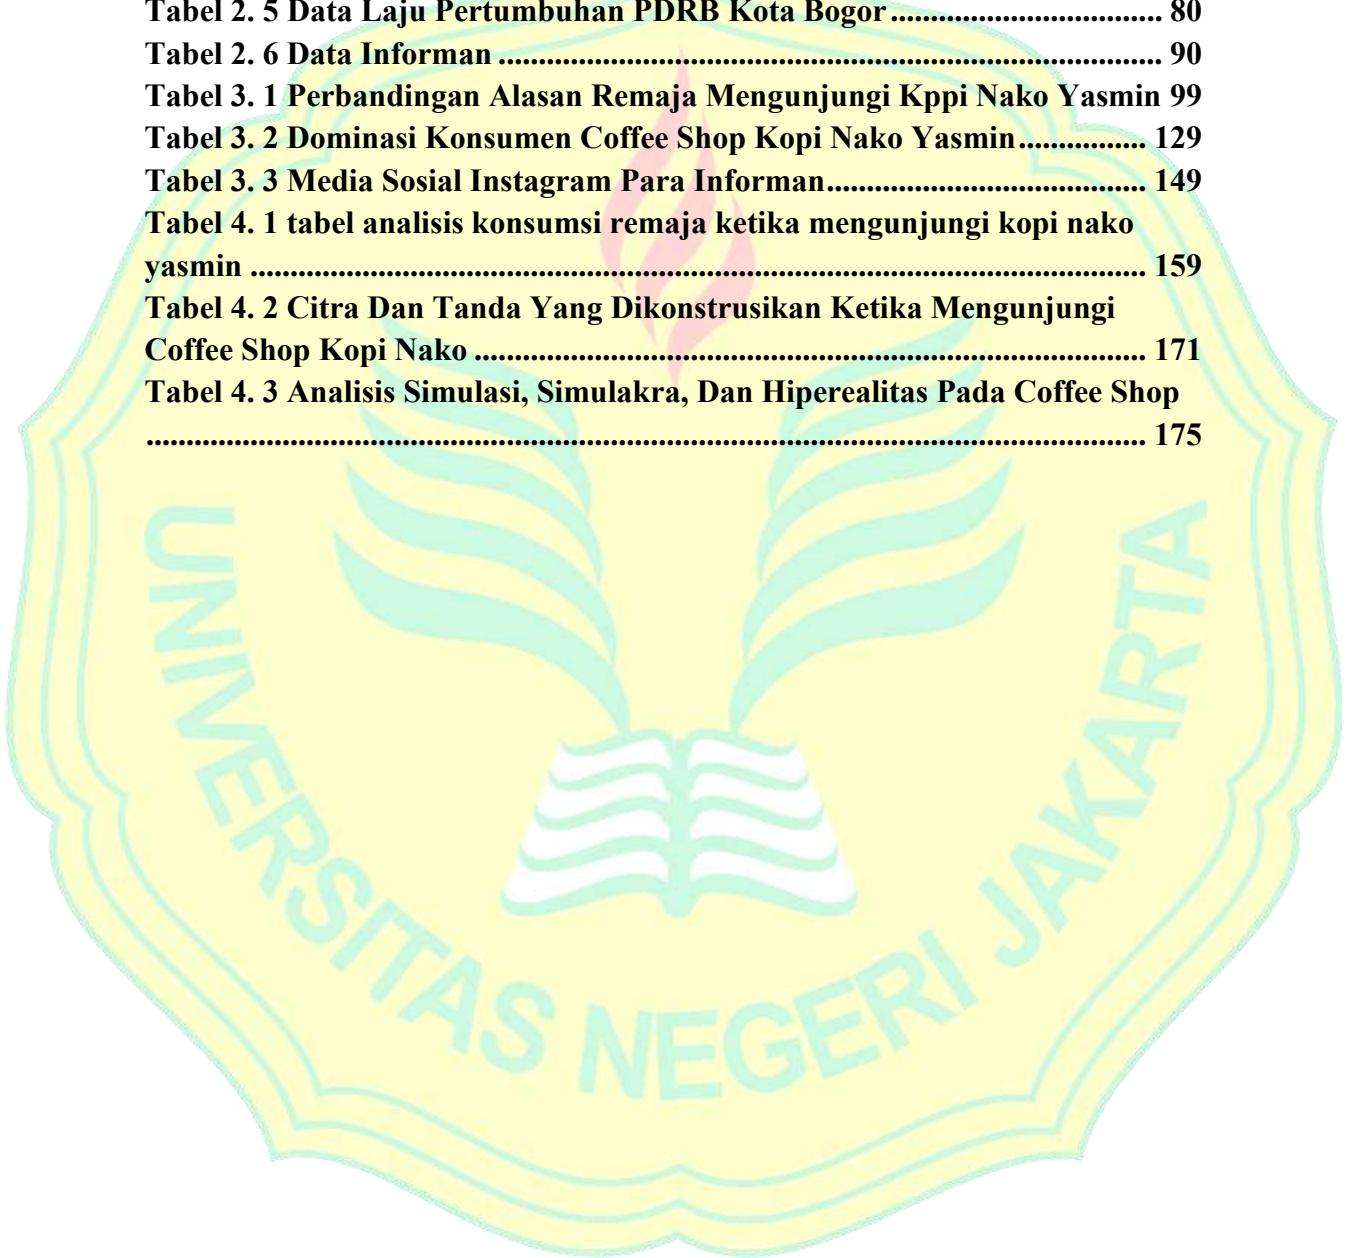 Tabel 2. 5 Data Laju Pertumbuhan PDRB Kota Bogor.................................. 80
Tabel 2. 6 Data Informan .................................................................................. 90
Tabel 3. 1 Perbandingan Alasan Remaja Mengunjungi Kppi Nako Yasmin 99
Tabel 3. 2 Dominasi Konsumen Coffee Shop Kopi Nako Yasmin................ 129
Tabel 3. 3 Media Sosial Instagram Para Informan........................................ 149
Tabel 4. 1 tabel analisis konsumsi remaja ketika mengunjungi kopi nako
yasmin ............................................................................................................... 159
Tabel 4. 2 Citra Dan Tanda Yang Dikonstrusikan Ketika Mengunjungi
Coffee Shop Kopi Nako ................................................................................... 171
Tabel 4. 3 Analisis Simulasi, Simulakra, Dan Hiperealitas Pada Coffee Shop
............................................................................................................................ 175
UNIVERSITAS NEGERI JAKARTA